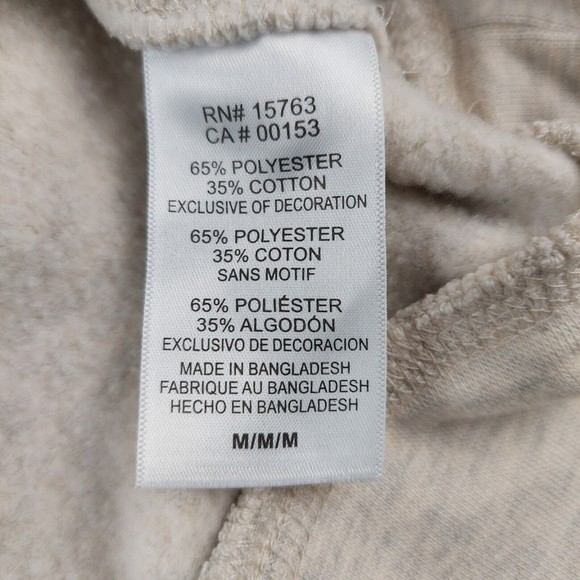 RN# 15763
CA # 00153
65% POLYESTER
35% COTTON
EXCLUSIVE OF DECORATION
65% POLYESTER
35% COTON
SANS MOTIF
65% POLIÉSTER
35% ALGODÓN
EXCLUSIVO DE DECORACION
MADE IN BANGLADESH
FABRIQUE AU BANGLADESH
HECHO EN BANGLADESH
M/M/M